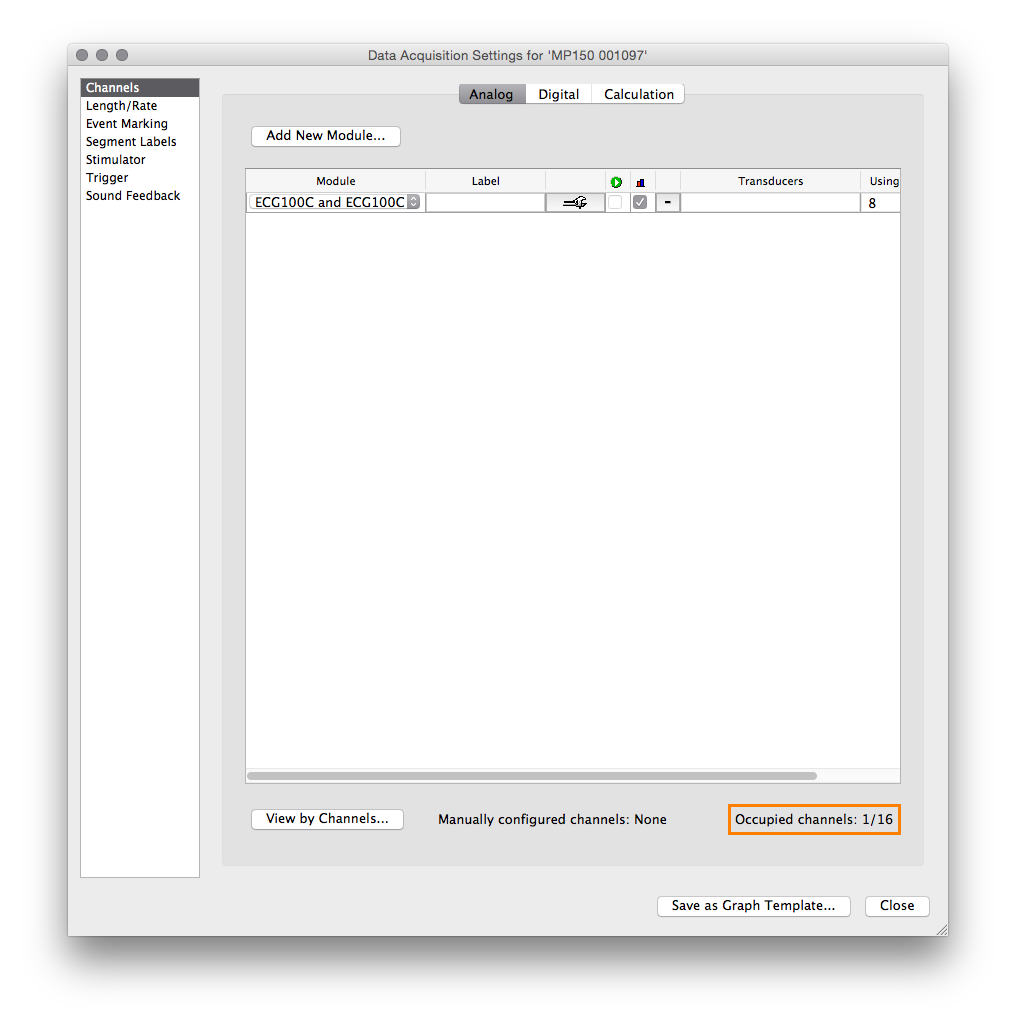 Data Acquisition Settings for 'MP150 001097'
Channels
Length/Rate
Event Marking
Segment Labels
Stimulator
Trigger
Sound Feedback
Analog Digital Calculation
Add New Module...
Module Label Transducers Using
ECG100C and ECG100C - 8
View by Channels... Manually configured channels: None Occupied channels: 1/16
Save as Graph Template... Close